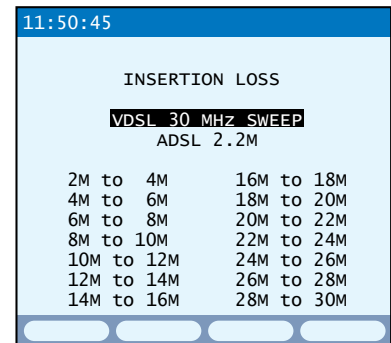 11:50:45
INSERTION LOSS
VDSL 30 MHz SWEEP
ADSL 2.2M
2M to 4M 16M to 18M
4M to 6M 18M to 20M
6M to 8M 20M to 22M
8M to 10M 22M to 24M
10M to 12M 24M to 26M
12M to 14M 26M to 28M
14M to 16M 28M to 30M